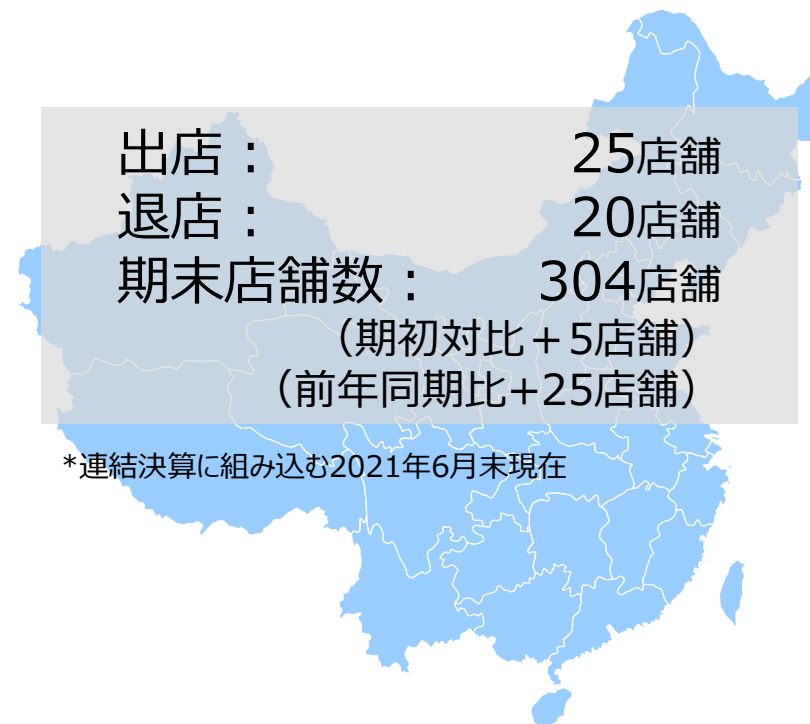 出店： 25店舗
退店： 20店舗
期末店舗数： 304店舗
（期初対比＋5店舗）
（前年同期比+25店舗）
*連結決算に組み込む2021年6月末現在